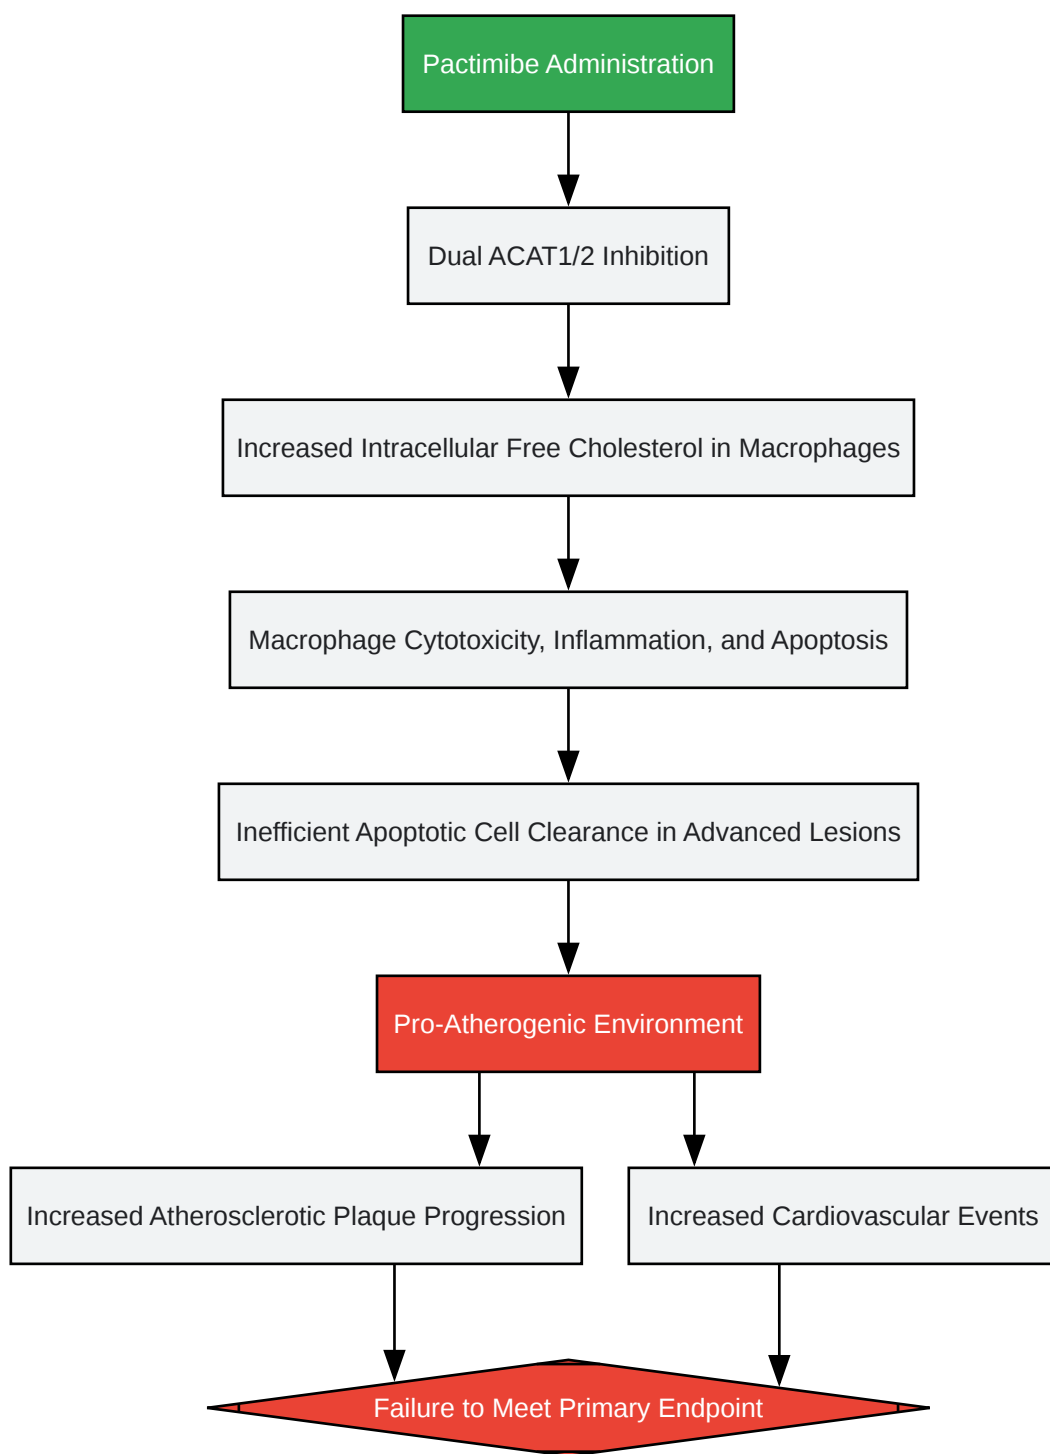 Pactimibe Administration
Dual ACAT1/2 Inhibition
Increased Intracellular Free Cholesterol in Macrophages
Macrophage Cytotoxicity, Inflammation, and Apoptosis
Inefficient Apoptotic Cell Clearance in Advanced Lesions
Pro-Atherogenic Environment
Increased Atherosclerotic Plaque Progression
Increased Cardiovascular Events
Failure to Meet Primary Endpoint